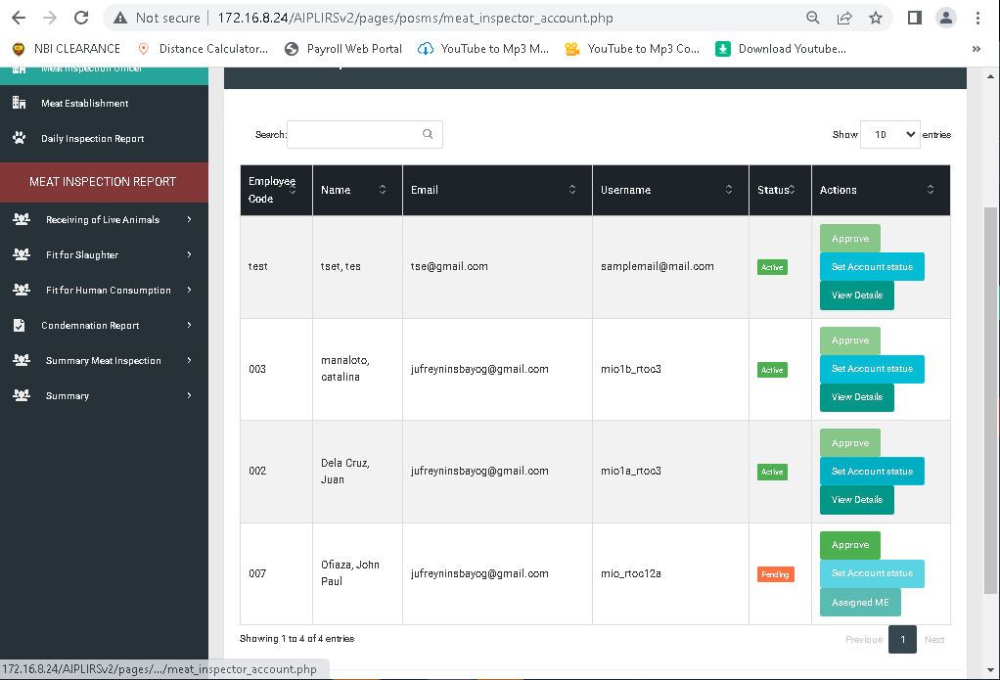 Not secure | 172.16.8.24/AIPLIRSv2/pages/posms/meat_inspector_account.php
NBI CLEARANCE Distance Calculator... Payroll Web Portal YouTube to Mp3 M... YouTube to Mp3 Co... Download Youtube... »
Meat Inspection Officer
Meat Establishment
Daily Inspection Report
MEAT INSPECTION REPORT
Receiving of Live Animals
Fit for Slaughter
Fit for Human Consumption
Condemnation Report
Summary Meat Inspection
Summary
Search: Show 10 entries
Employee Code Name Email Username Status Actions
test tset, tes tse@gmail.com samplemail@mail.com Active
Approve
Set Account status
View Details
003 manaloto, catalina jufreyninsbayog@gmail.com mio1b_rtoc3 Active
Approve
Set Account status
View Details
002 Dela Cruz, Juan jufreyninsbayog@gmail.com mio1a_rtoc3 Active
Approve
Set Account status
View Details
007 Ofiaza, John Paul jufreyninsbayog@gmail.com mio_rtoc12a Pending
Approve
Set Account status
Assigned ME
Showing 1 to 4 of 4 entries Previous 1 Next
172.16.8.24/AIPLIRSv2/pages/.../meat_inspector_account.php